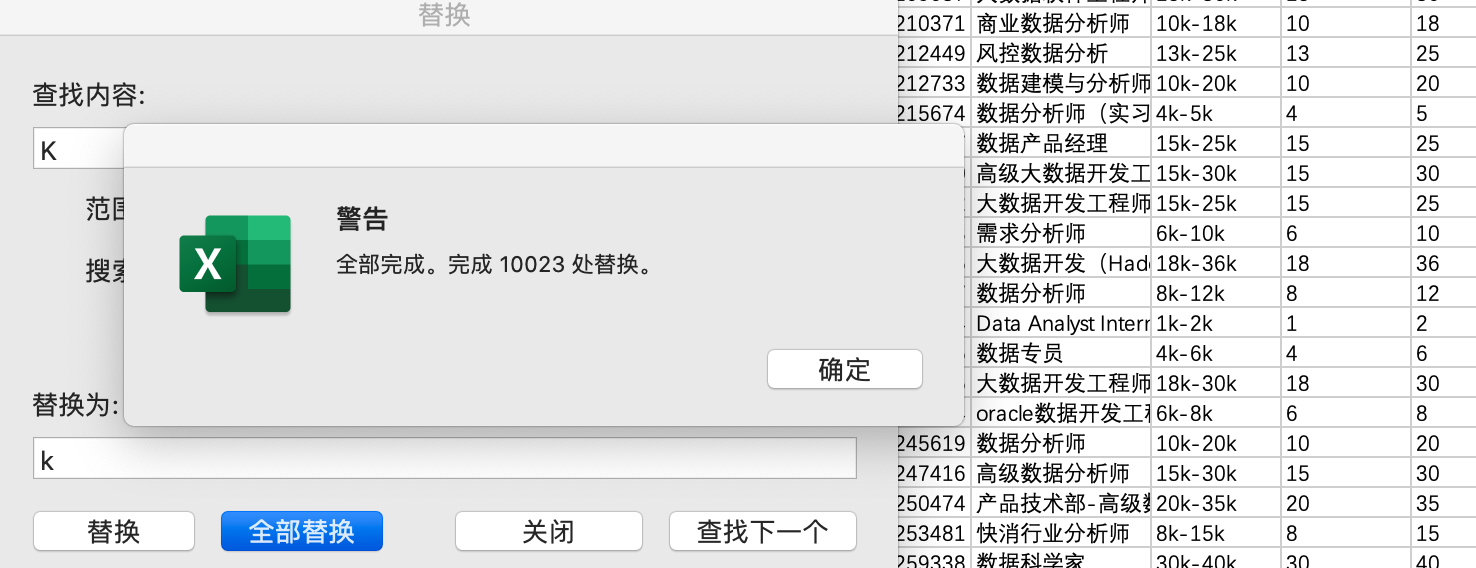 替换
查找内容:
K
范围
搜索
警告
全部完成。完成 10023 处替换。
确定
替换为:
k
替换
全部替换
关闭
查找下一个
210371 商业数据分析师 10k-18k 10 18
212449 风控数据分析 13k-25k 13 25
212733 数据建模与分析师 10k-20k 10 20
215674 数据分析师（实习 4k-5k 4 5
数据产品经理 15k-25k 15 25
高级大数据开发工 15k-30k 15 30
大数据开发工程师 15k-25k 15 25
需求分析师 6k-10k 6 10
大数据开发（Had 18k-36k 18 36
数据分析师 8k-12k 8 12
Data Analyst Intern 1k-2k 1 2
数据专员 4k-6k 4 6
大数据开发工程师 18k-30k 18 30
oracle数据开发工程 6k-8k 6 8
245619 数据分析师 10k-20k 10 20
247416 高级数据分析师 15k-30k 15 30
250474 产品技术部-高级数 20k-35k 20 35
253481 快消行业分析师 8k-15k 8 15
259338 数据科学家 30k-40k 30 40